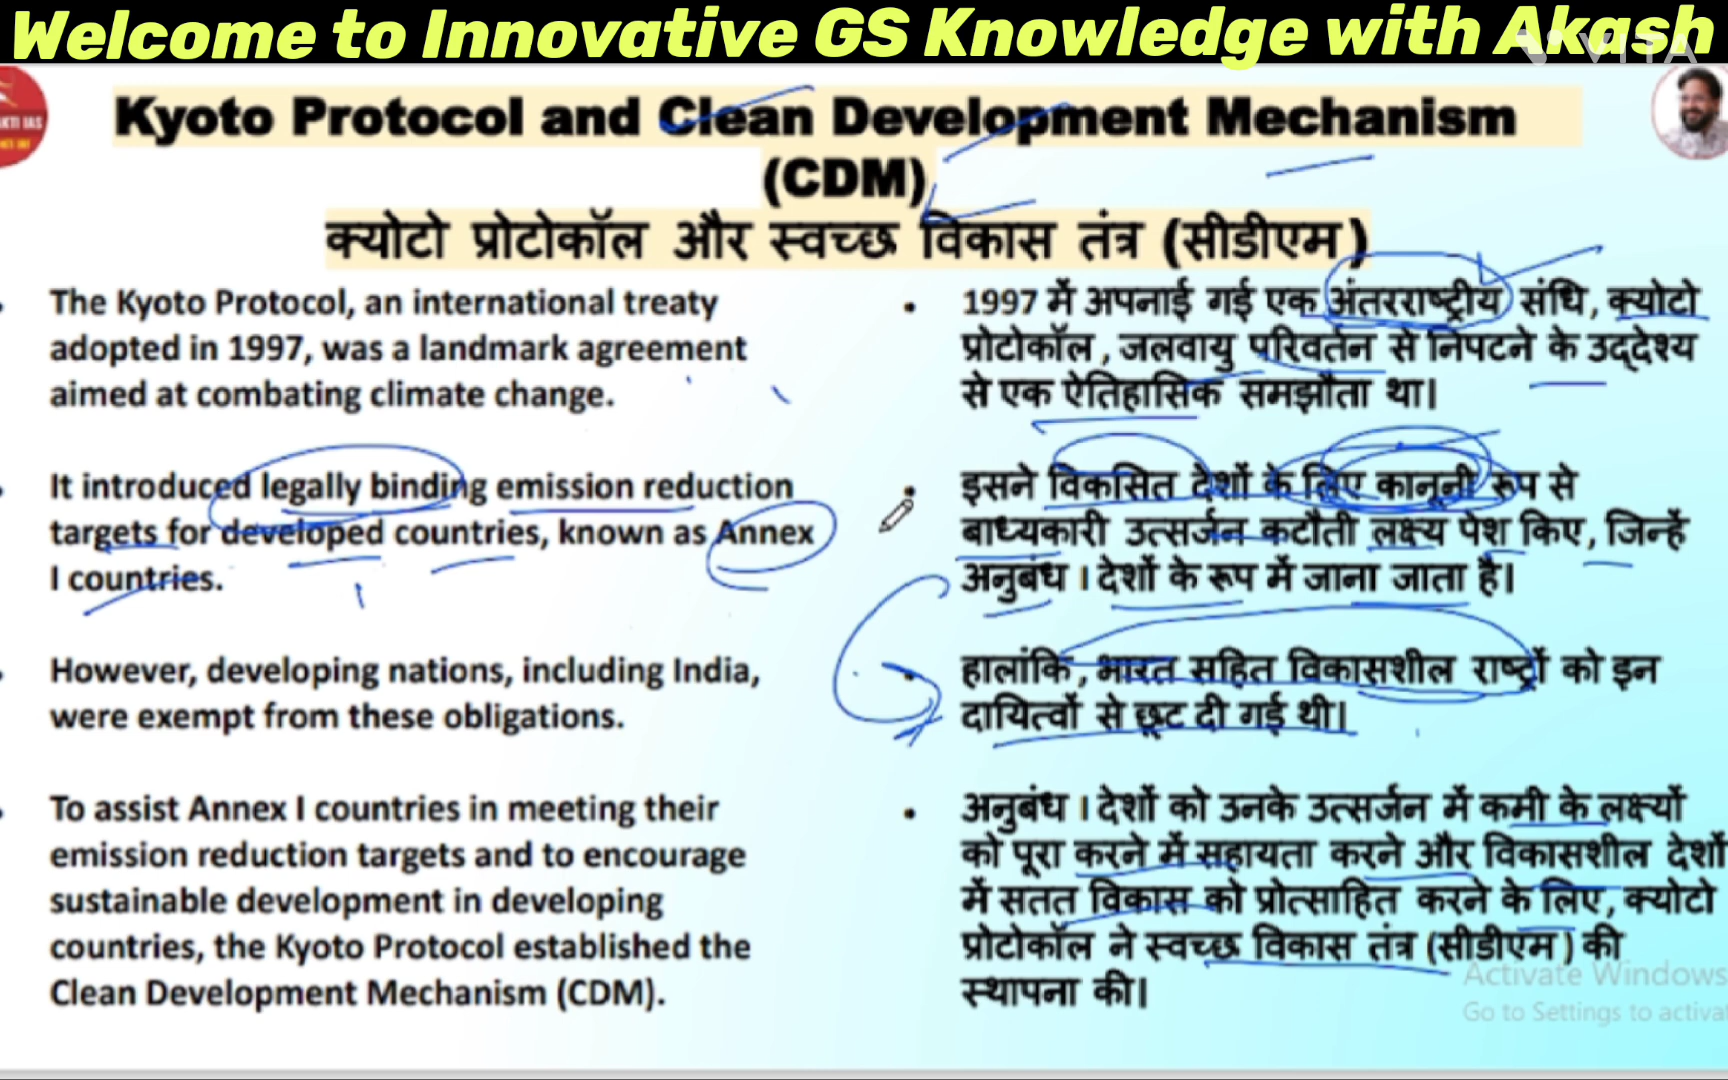 Welcome to Innovative GS Knowledge with Akash
VITA
KTI IAS
Kyoto Protocol and Clean Development Mechanism
(CDM)
क्योटो प्रोटोकॉल और स्वच्छ विकास तंत्र (सीडीएम)
The Kyoto Protocol, an international treaty
adopted in 1997, was a landmark agreement
aimed at combating climate change.
It introduced legally binding emission reduction
targets for developed countries, known as Annex
I countries.
However, developing nations, including India,
were exempt from these obligations.
To assist Annex I countries in meeting their
emission reduction targets and to encourage
sustainable development in developing
countries, the Kyoto Protocol established the
Clean Development Mechanism (CDM).
1997 में अपनाई गई एक अंतरराष्ट्रीय संधि, क्योटो
प्रोटोकॉल, जलवायु परिवर्तन से निपटने के उद्देश्य
से एक ऐतिहासिक समझौता था।
इसने विकसित देशों के लिए कानूनी रूप से
बाध्यकारी उत्सर्जन कटौती लक्ष्य पेश किए, जिन्हें
अनुबंध । देशों के रूप में जाना जाता है।
हालांकि, भारत सहित विकासशील राष्ट्रों को इन
दायित्वों से छूट दी गई थी।
अनुबंध । देशों को उनके उत्सर्जन में कमी के लक्ष्यों
को पूरा करने में सहायता करने और विकासशील देशों
में सतत विकास को प्रोत्साहित करने के लिए, क्योटो
प्रोटोकॉल ने स्वच्छ विकास तंत्र (सीडीएम) की
स्थापना की।
Activate Windows
Go to Settings to activa